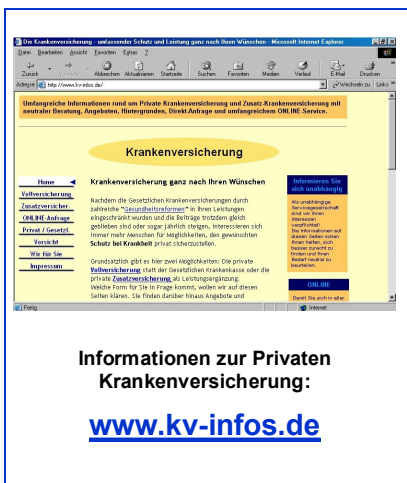 Die Krankenversicherung - umfassender Schutz und Leistung ganz nach Ihren Wünschen - Microsoft Internet Explorer
Datei Bearbeiten Ansicht Favoriten Extras ?
Zurück Vorwärts Abbrechen Aktualisieren Startseite Suchen Favoriten Medien Verlauf E-Mail Drucken
Adresse http://www.kv-infos.de/ Wechseln zu Links »
Umfangreiche Informationen rund um Private Krankenversicherung und Zusatz-Krankenversicherung mit
neutraler Beratung, Angeboten, Hintergründen, Direkt-Anfrage und umfassendem ONLINE-Service.
Krankenversicherung
Home
Vollversicherung
Zusatzversicher.
ONLINE-Anfrage
Privat / Gesetzl.
Vorsicht
Wir für Sie
Impressum
Krankenversicherung ganz nach Ihren Wünschen
Nachdem die Gesetzlichen Krankenversicherungen durch
zahlreiche "Gesundheitsreformen" in ihren Leistungen
eingeschränkt wurden und die Beiträge trotzdem gleich
geblieben sind oder sogar jährlich steigen, interessieren sich
immer mehr Menschen für Möglichkeiten, den gewünschten
Schutz bei Krankheit privat sicherzustellen.
Grundsätzlich gibt es hier zwei Möglichkeiten: Die private
Vollversicherung statt der Gesetzlichen Krankenkasse oder die
private Zusatzversicherung als Leistungsergänzung.
Welche Form für Sie in Frage kommt, wollen wir auf diesen
Seiten klären. Sie finden darüber hinaus Angebote und
Informieren Sie
sich unabhängig
Als unabhängige
Servicegesellschaft
sind wir Ihren
Interessen
verpflichtet!
Die Informationen auf
diesen Seiten sollen
Ihnen helfen, sich
besser zurecht zu
finden und Ihren
Bedarf neutral zu
beurteilen.
ONLINE
Damit Sie sich in aller
Fertig Internet
Informationen zur Privaten
Krankenversicherung:
www.kv-infos.de